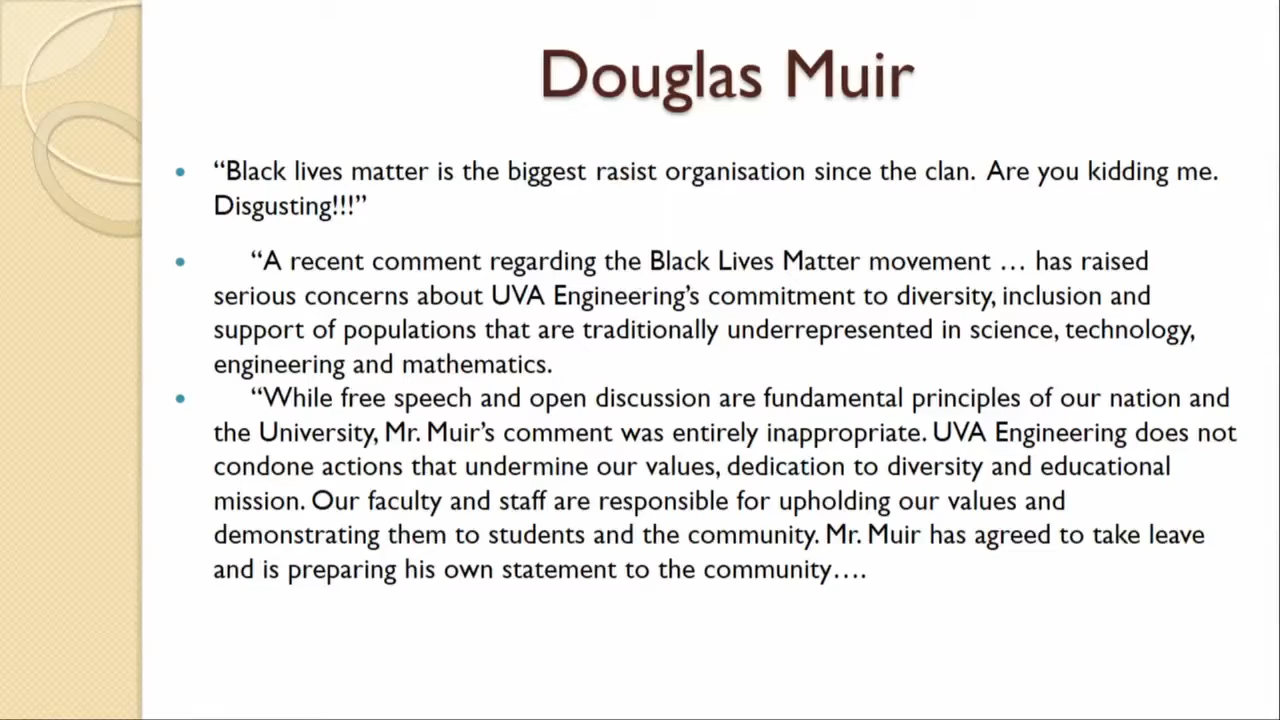 Douglas Muir
“Black lives matter is the biggest rasist organisation since the clan. Are you kidding me.
Disgusting!!!”
“A recent comment regarding the Black Lives Matter movement … has raised
serious concerns about UVA Engineering’s commitment to diversity, inclusion and
support of populations that are traditionally underrepresented in science, technology,
engineering and mathematics.
“While free speech and open discussion are fundamental principles of our nation and
the University, Mr. Muir’s comment was entirely inappropriate. UVA Engineering does not
condone actions that undermine our values, dedication to diversity and educational
mission. Our faculty and staff are responsible for upholding our values and
demonstrating them to students and the community. Mr. Muir has agreed to take leave
and is preparing his own statement to the community….